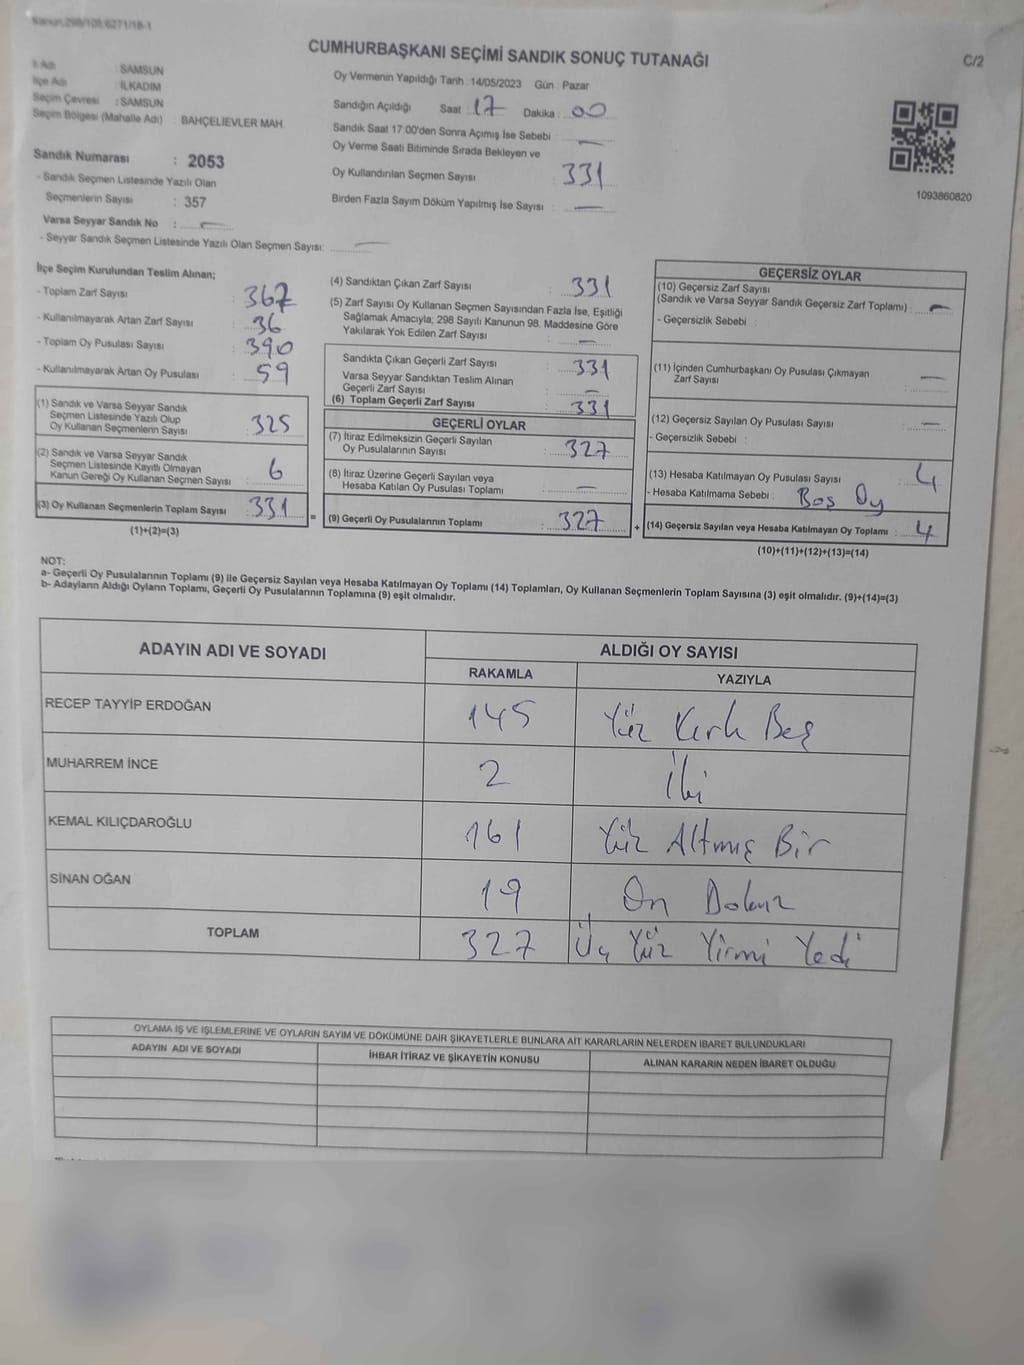 Kanun,298/105,6271/18-1
CUMHURBAŞKANI SEÇİMİ SANDIK SONUÇ TUTANAĞI
C/2
İl Adı : SAMSUN
İlçe Adı : İLKADIM
Seçim Çevresi : SAMSUN
Seçim Bölgesi (Mahalle Adı) : BAHÇELİEVLER MAH.
Sandık Numarası : 2053
- Sandık Seçmen Listesinde Yazılı Olan
Seçmenlerin Sayısı : 357
Varsa Seyyar Sandık No : —
- Seyyar Sandık Seçmen Listesinde Yazılı Olan Seçmen Sayısı: —
Oy Vermenin Yapıldığı Tarih : 14/05/2023 Gün : Pazar
Sandığın Açıldığı Saat : 17 Dakika : 00
Sandık Saat 17:00'den Sonra Açımış İse Sebebi : —
Oy Verme Saati Bitiminde Sırada Bekleyen ve
Oy Kullandırılan Seçmen Sayısı : 331
Birden Fazla Sayım Döküm Yapılmış İse Sayısı : —
1093860820
İlçe Seçim Kurulundan Teslim Alınan;
- Toplam Zarf Sayısı : 367
- Kullanılmayarak Artan Zarf Sayısı : 36
- Toplam Oy Pusulası Sayısı : 390
- Kullanılmayarak Artan Oy Pusulası : 59
(1) Sandık ve Varsa Seyyar Sandık
Seçmen Listesinde Yazılı Olup
Oy Kullanan Seçmenlerin Sayısı : 325
(2) Sandık ve Varsa Seyyar Sandık
Seçmen Listesinde Kayıtlı Olmayan
Kanun Gereği Oy Kullanan Seçmen Sayısı : 6
(3) Oy Kullanan Seçmenlerin Toplam Sayısı : 331
(1)+(2)=(3)
=
(4) Sandıktan Çıkan Zarf Sayısı : 331
(5) Zarf Sayısı Oy Kullanan Seçmen Sayısından Fazla İse, Eşitliği
Sağlamak Amacıyla; 298 Sayılı Kanunun 98. Maddesine Göre
Yakılarak Yok Edilen Zarf Sayısı : —
Sandıkta Çıkan Geçerli Zarf Sayısı : 331
Varsa Seyyar Sandıktan Teslim Alınan
Geçerli Zarf Sayısı : —
(6) Toplam Geçerli Zarf Sayısı : 331
GEÇERLİ OYLAR
(7) İtiraz Edilmeksizin Geçerli Sayılan
Oy Pusulalarının Sayısı : 327
(8) İtiraz Üzerine Geçerli Sayılan veya
Hesaba Katılan Oy Pusulası Toplamı : —
(9) Geçerli Oy Pusulalarının Toplamı : 327
+
GEÇERSİZ OYLAR
(10) Geçersiz Zarf Sayısı
(Sandık ve Varsa Seyyar Sandık Geçersiz Zarf Toplamı) : —
- Geçersizlik Sebebi :
(11) İçinden Cumhurbaşkanı Oy Pusulası Çıkmayan
Zarf Sayısı : —
(12) Geçersiz Sayılan Oy Pusulası Sayısı : —
- Geçersizlik Sebebi :
(13) Hesaba Katılmayan Oy Pusulası Sayısı : 4
- Hesaba Katılmama Sebebi : Boş Oy
(14) Geçersiz Sayılan veya Hesaba Katılmayan Oy Toplamı : 4
(10)+(11)+(12)+(13)=(14)
NOT:
a- Geçerli Oy Pusulalarının Toplamı (9) ile Geçersiz Sayılan veya Hesaba Katılmayan Oy Toplamı (14) Toplamları, Oy Kullanan Seçmenlerin Toplam Sayısına (3) eşit olmalıdır. (9)+(14)=(3)
b- Adayların Aldığı Oyların Toplamı, Geçerli Oy Pusulalarının Toplamına (9) eşit olmalıdır.
ADAYIN ADI VE SOYADI ALDIĞI OY SAYISI
RAKAMLA YAZIYLA
RECEP TAYYİP ERDOĞAN 145 Yüz Kırk Beş
MUHARREM İNCE 2 İki
KEMAL KILIÇDAROĞLU 161 Yüz Altmış Bir
SİNAN OĞAN 19 On Dokuz
TOPLAM 327 Üç Yüz Yirmi Yedi
OYLAMA İŞ VE İŞLEMLERİNE VE OYLARIN SAYIM VE DÖKÜMÜNE DAİR ŞİKAYETLERLE BUNLARA AİT KARARLARIN NELERDEN İBARET BULUNDUKLARI
ADAYIN ADI VE SOYADI İHBAR İTİRAZ VE ŞİKAYETİN KONUSU ALINAN KARARIN NEDEN İBARET OLDUĞU